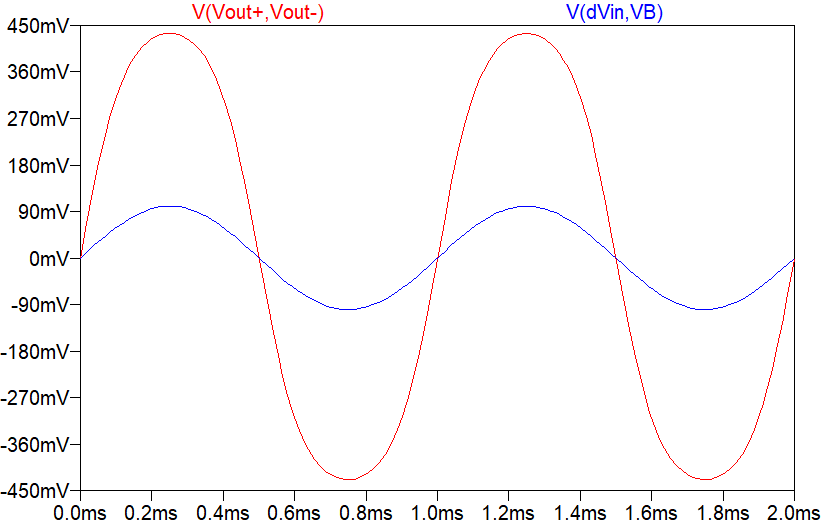 V(Vout+,Vout-) V(dVin,VB)
450mV
360mV
270mV
180mV
90mV
0mV
-90mV
-180mV
-270mV
-360mV
-450mV
0.0ms 0.2ms 0.4ms 0.6ms 0.8ms 1.0ms 1.2ms 1.4ms 1.6ms 1.8ms 2.0ms